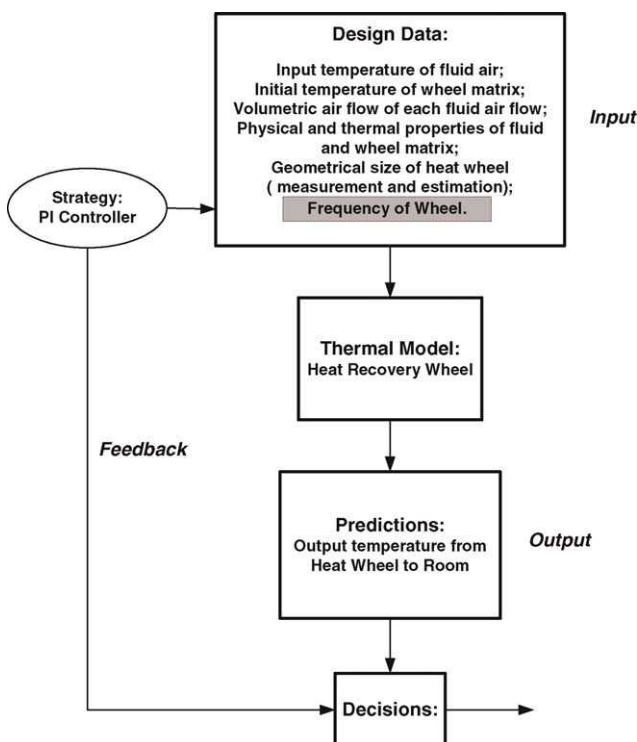 Design Data:
Input temperature of fluid air;
Initial temperature of wheel matrix;
Volumetric air flow of each fluid air flow;
Physical and thermal properties of fluid
and wheel matrix;
Geometrical size of heat wheel
( measurement and estimation);
Frequency of Wheel.
Input
Strategy:
PI Controller
Thermal Model:
Heat Recovery Wheel
Feedback
Predictions:
Output temperature from
Heat Wheel to Room
Output
Decisions: